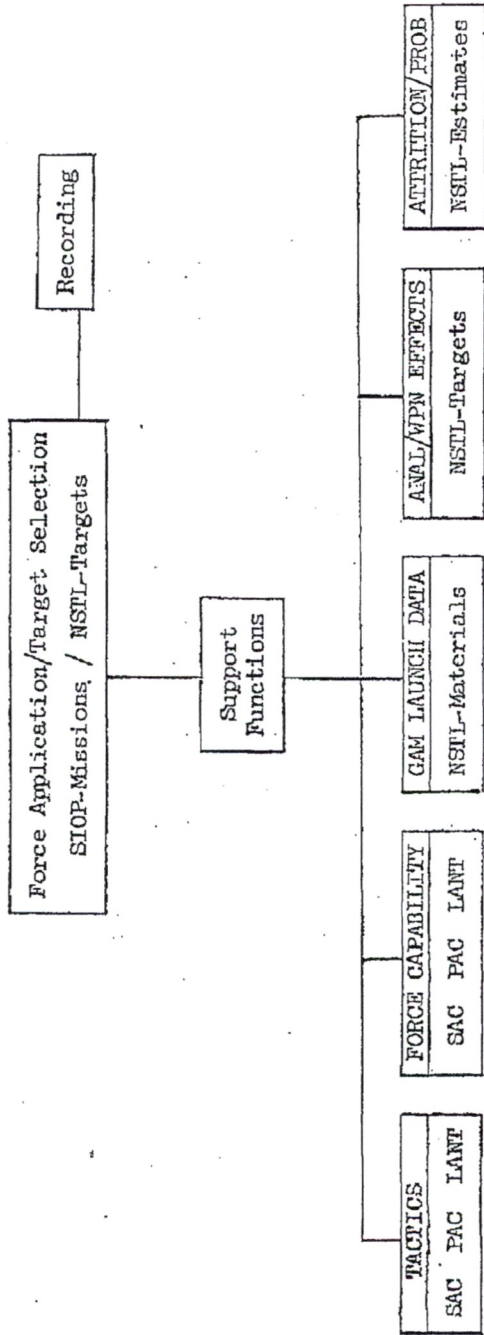 Force Application/Target Selection
SIOP-Missions / NSTL-Targets
Recording
Support
Functions
TACTICS
SAC PAC LANT
FORCE CAPABILITY
SAC PAC LANT
GAM LAUNCH DATA
NSTL-Materials
ANAL/WPN EFFECTS
NSTL-Targets
ATTRITION/PROB
NSTL-Estimates